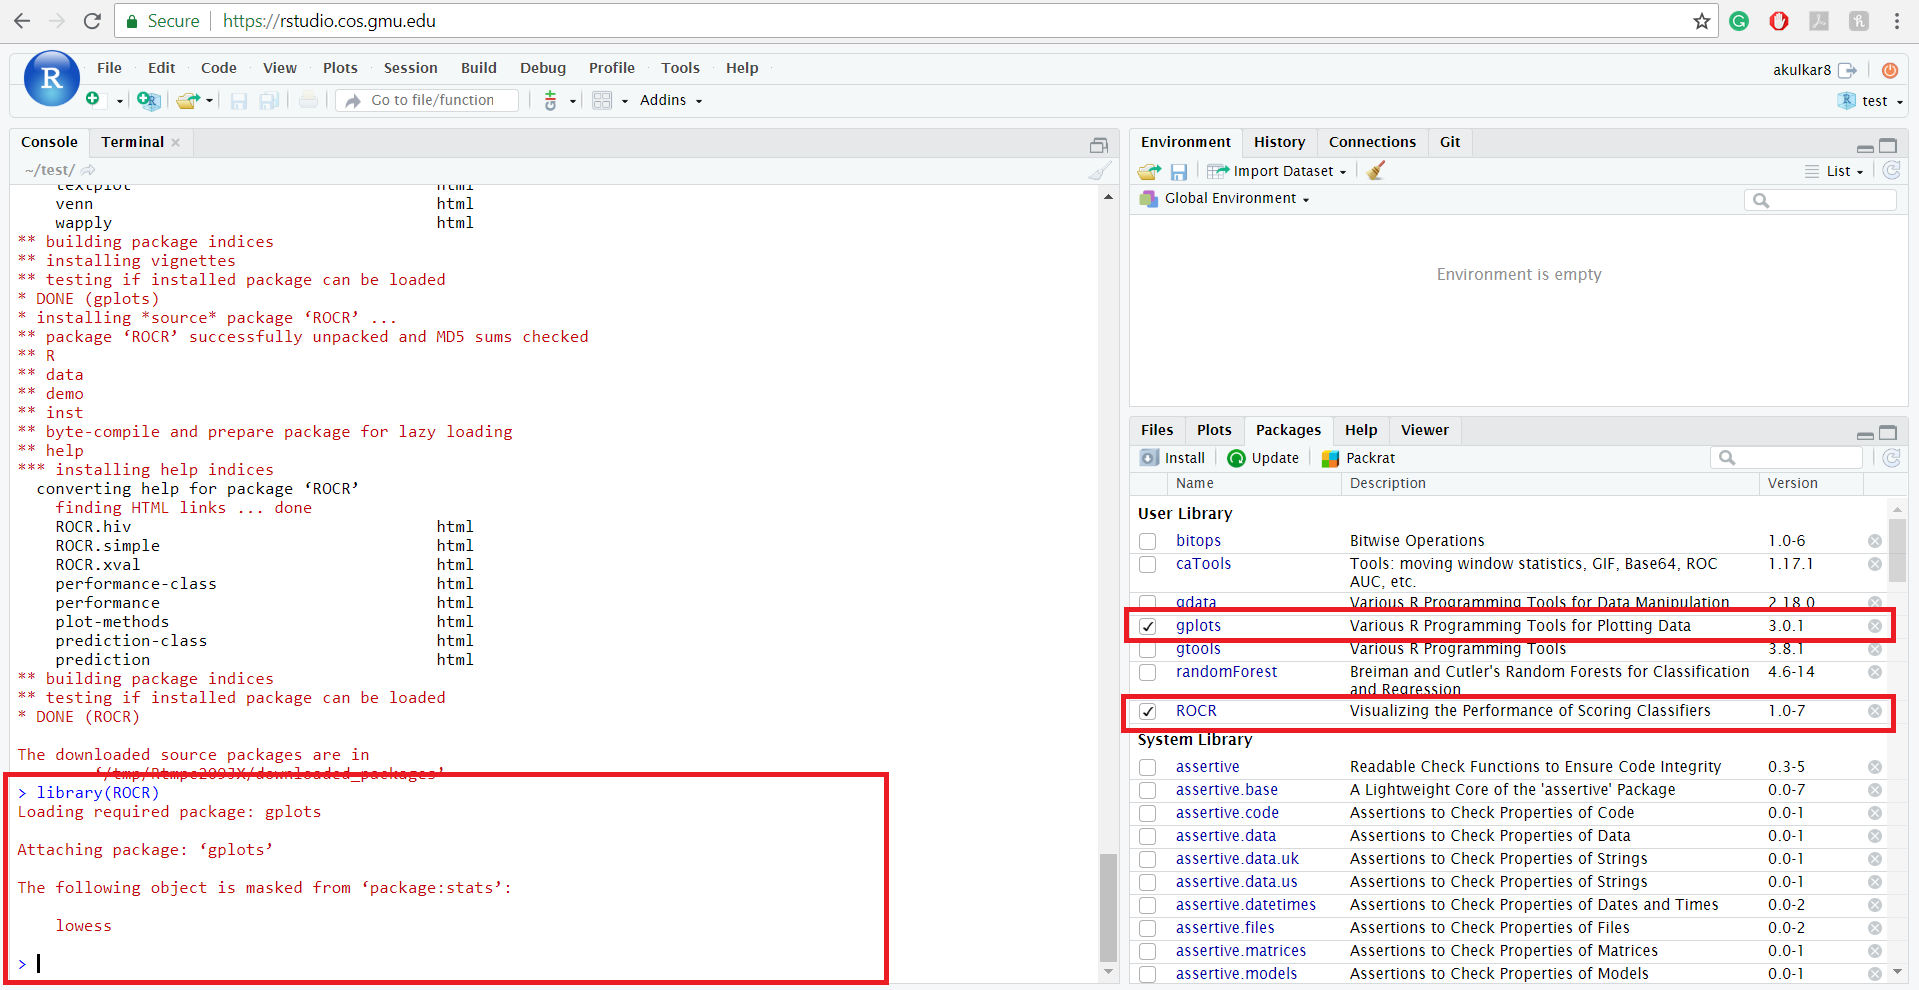 Secure https://rstudio.cos.gmu.edu
File Edit Code View Plots Session Build Debug Profile Tools Help
akulkar8
Go to file/function Addins
test
Console Terminal
~/test/
textplot html
venn html
wapply html
** building package indices
** installing vignettes
** testing if installed package can be loaded
* DONE (gplots)
* installing *source* package ‘ROCR’ ...
** package ‘ROCR’ successfully unpacked and MD5 sums checked
** R
** data
** demo
** inst
** byte-compile and prepare package for lazy loading
** help
*** installing help indices
converting help for package ‘ROCR’
finding HTML links ... done
ROCR.hiv html
ROCR.simple html
ROCR.xval html
performance-class html
performance html
plot-methods html
prediction-class html
prediction html
** building package indices
** testing if installed package can be loaded
* DONE (ROCR)
The downloaded source packages are in
> library(ROCR)
Loading required package: gplots
Attaching package: ‘gplots’
The following object is masked from ‘package:stats’:
lowess
>
Environment History Connections Git
Import Dataset List
Global Environment
Environment is empty
Files Plots Packages Help Viewer
Install Update Packrat
Name Description Version
User Library
bitops Bitwise Operations 1.0-6
caTools Tools: moving window statistics, GIF, Base64, ROC 1.17.1
AUC, etc.
gdata Various R Programming Tools for Data Manipulation 2.18.0
gplots Various R Programming Tools for Plotting Data 3.0.1
gtools Various R Programming Tools 3.8.1
randomForest Breiman and Cutler's Random Forests for Classification 4.6-14
and Regression
ROCR Visualizing the Performance of Scoring Classifiers 1.0-7
System Library
assertive Readable Check Functions to Ensure Code Integrity 0.3-5
assertive.base A Lightweight Core of the 'assertive' Package 0.0-7
assertive.code Assertions to Check Properties of Code 0.0-1
assertive.data Assertions to Check Properties of Data 0.0-1
assertive.data.uk Assertions to Check Properties of Strings 0.0-1
assertive.data.us Assertions to Check Properties of Strings 0.0-1
assertive.datetimes Assertions to Check Properties of Dates and Times 0.0-2
assertive.files Assertions to Check Properties of Files 0.0-2
assertive.matrices Assertions to Check Properties of Matrices 0.0-1
assertive.models Assertions to Check Properties of Models 0.0-1